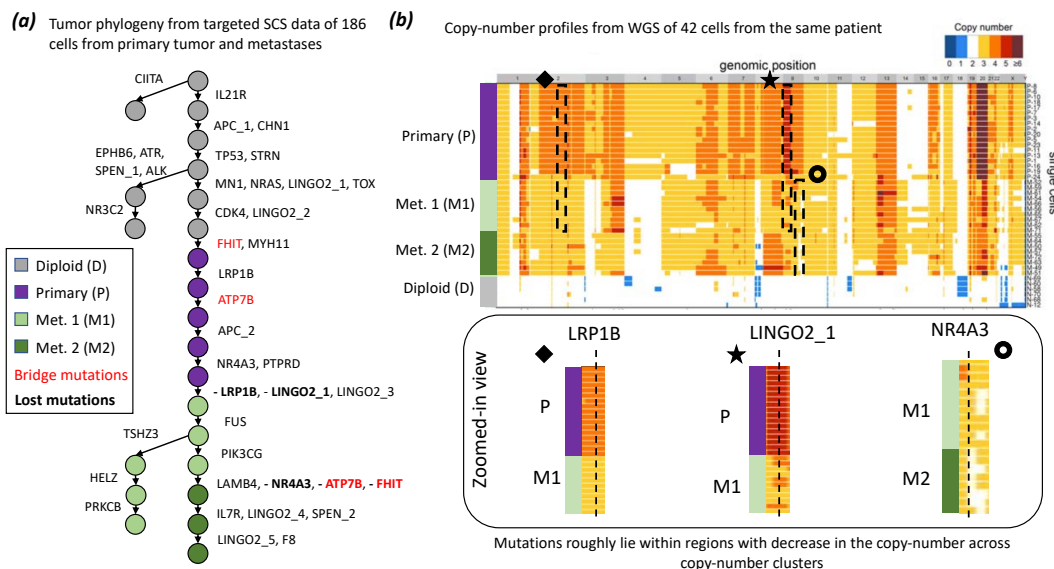 (a) Tumor phylogeny from targeted SCS data of 186
cells from primary tumor and metastases
CIITA
IL21R
APC_1, CHN1
EPHB6, ATR,
SPEN_1, ALK
TP53, STRN
MN1, NRAS, LINGO2_1, TOX
NR3C2
CDK4, LINGO2_2
FHIT, MYH11
LRP1B
ATP7B
APC_2
NR4A3, PTPRD
- LRP1B, - LINGO2_1, LINGO2_3
FUS
TSHZ3
PIK3CG
HELZ
LAMB4, - NR4A3, - ATP7B, - FHIT
PRKCB
IL7R, LINGO2_4, SPEN_2
LINGO2_5, F8
Diploid (D)
Primary (P)
Met. 1 (M1)
Met. 2 (M2)
Bridge mutations
Lost mutations
(b) Copy-number profiles from WGS of 42 cells from the same patient
Copy number
0 1 2 3 4 5 ≥6
genomic position
Primary (P)
Met. 1 (M1)
Met. 2 (M2)
Diploid (D)
single cells
Zoomed-in view
LRP1B
P
M1
LINGO2_1
P
M1
NR4A3
M1
M2
Mutations roughly lie within regions with decrease in the copy-number across
copy-number clusters